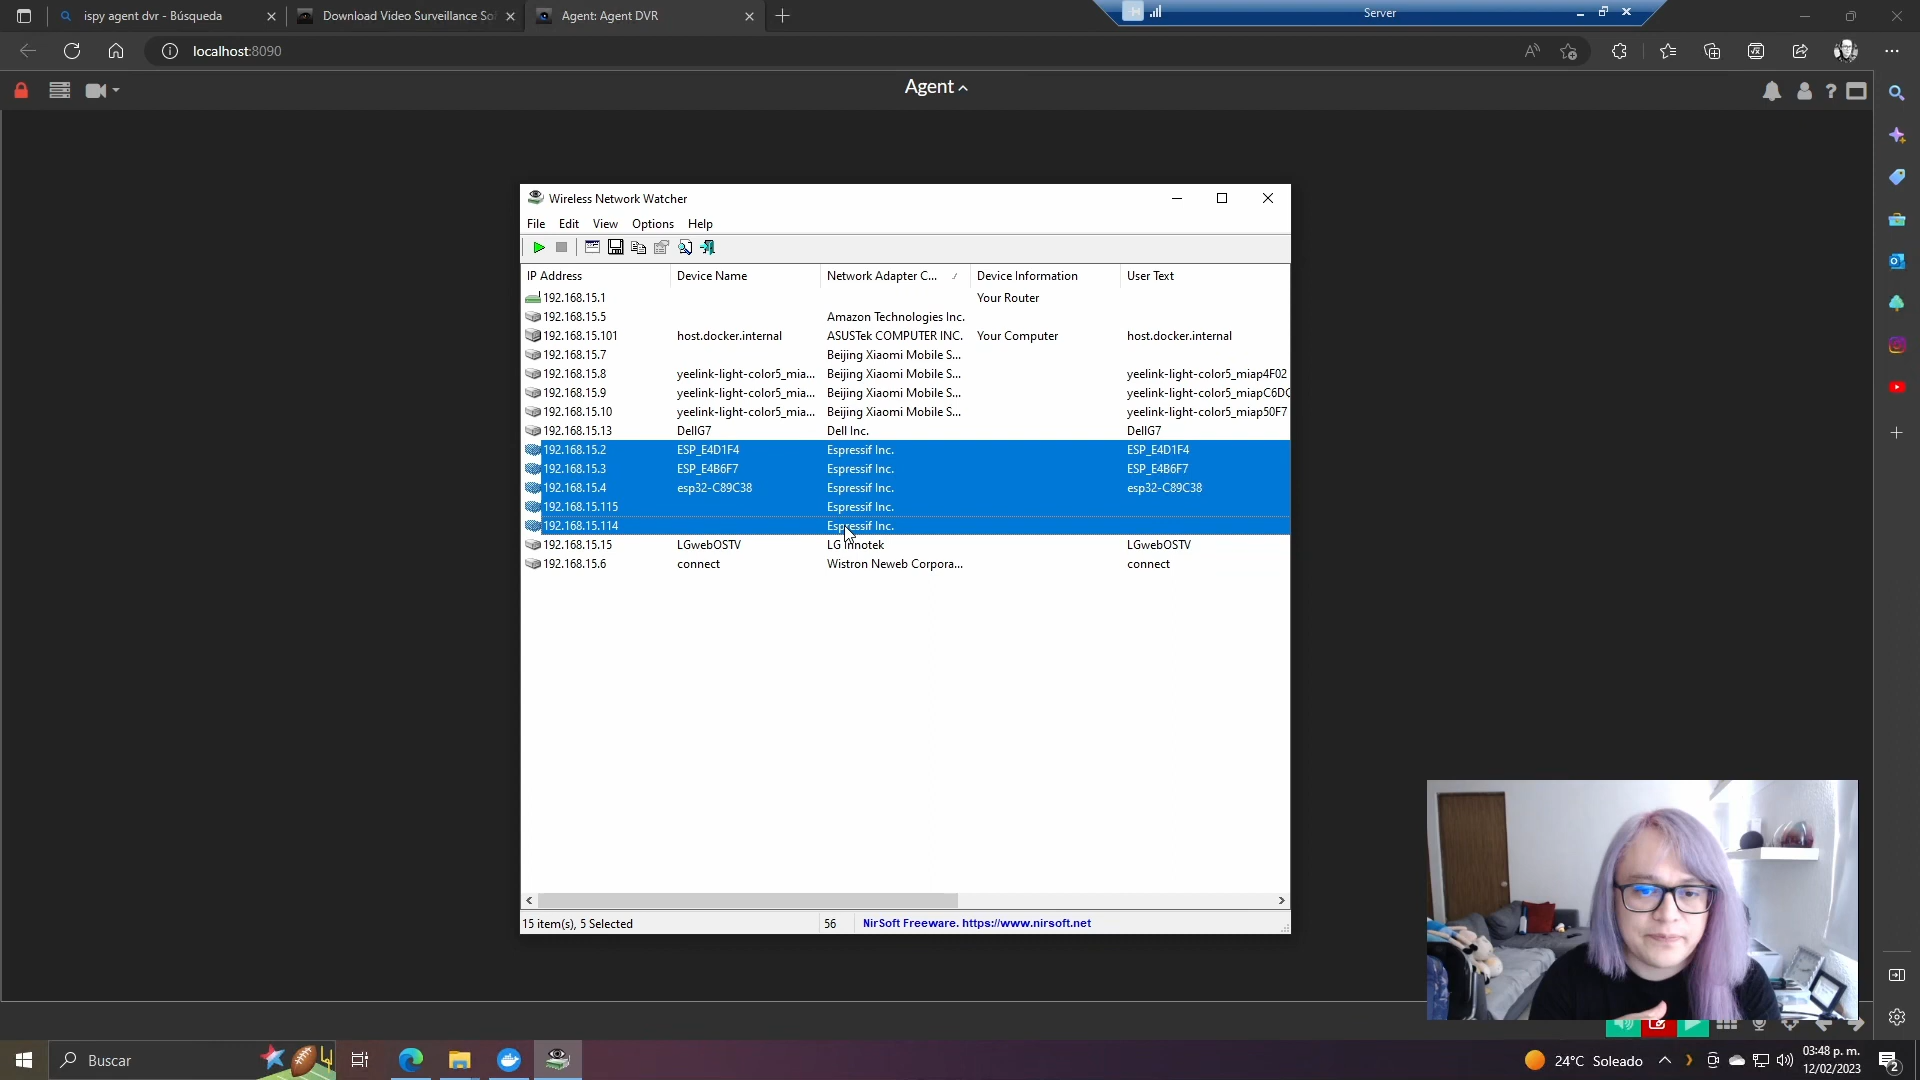 ispy agent dvr - Búsqueda
Download Video Surveillance So
Agent: Agent DVR
Server
localhost:8090
Agent
Wireless Network Watcher
File Edit View Options Help
IP Address Device Name Network Adapter C... Device Information User Text
192.168.15.1 Your Router
192.168.15.5 Amazon Technologies Inc.
192.168.15.101 host.docker.internal ASUSTek COMPUTER INC. Your Computer host.docker.internal
192.168.15.7 Beijing Xiaomi Mobile S...
192.168.15.8 yeelink-light-color5_mia... Beijing Xiaomi Mobile S... yeelink-light-color5_miap4F02
192.168.15.9 yeelink-light-color5_mia... Beijing Xiaomi Mobile S... yeelink-light-color5_miapC6D
192.168.15.10 yeelink-light-color5_mia... Beijing Xiaomi Mobile S... yeelink-light-color5_miap50F7
192.168.15.13 DellG7 Dell Inc. DellG7
192.168.15.2 ESP_E4D1F4 Espressif Inc. ESP_E4D1F4
192.168.15.3 ESP_E4B6F7 Espressif Inc. ESP_E4B6F7
192.168.15.4 esp32-C89C38 Espressif Inc. esp32-C89C38
192.168.15.115 Espressif Inc.
192.168.15.114 Espressif Inc.
192.168.15.15 LGwebOSTV LG Innotek LGwebOSTV
192.168.15.6 connect Wistron Neweb Corpora... connect
15 item(s), 5 Selected 56 NirSoft Freeware. https://www.nirsoft.net
Buscar
24°C Soleado
03:48 p. m.
12/02/2023
2